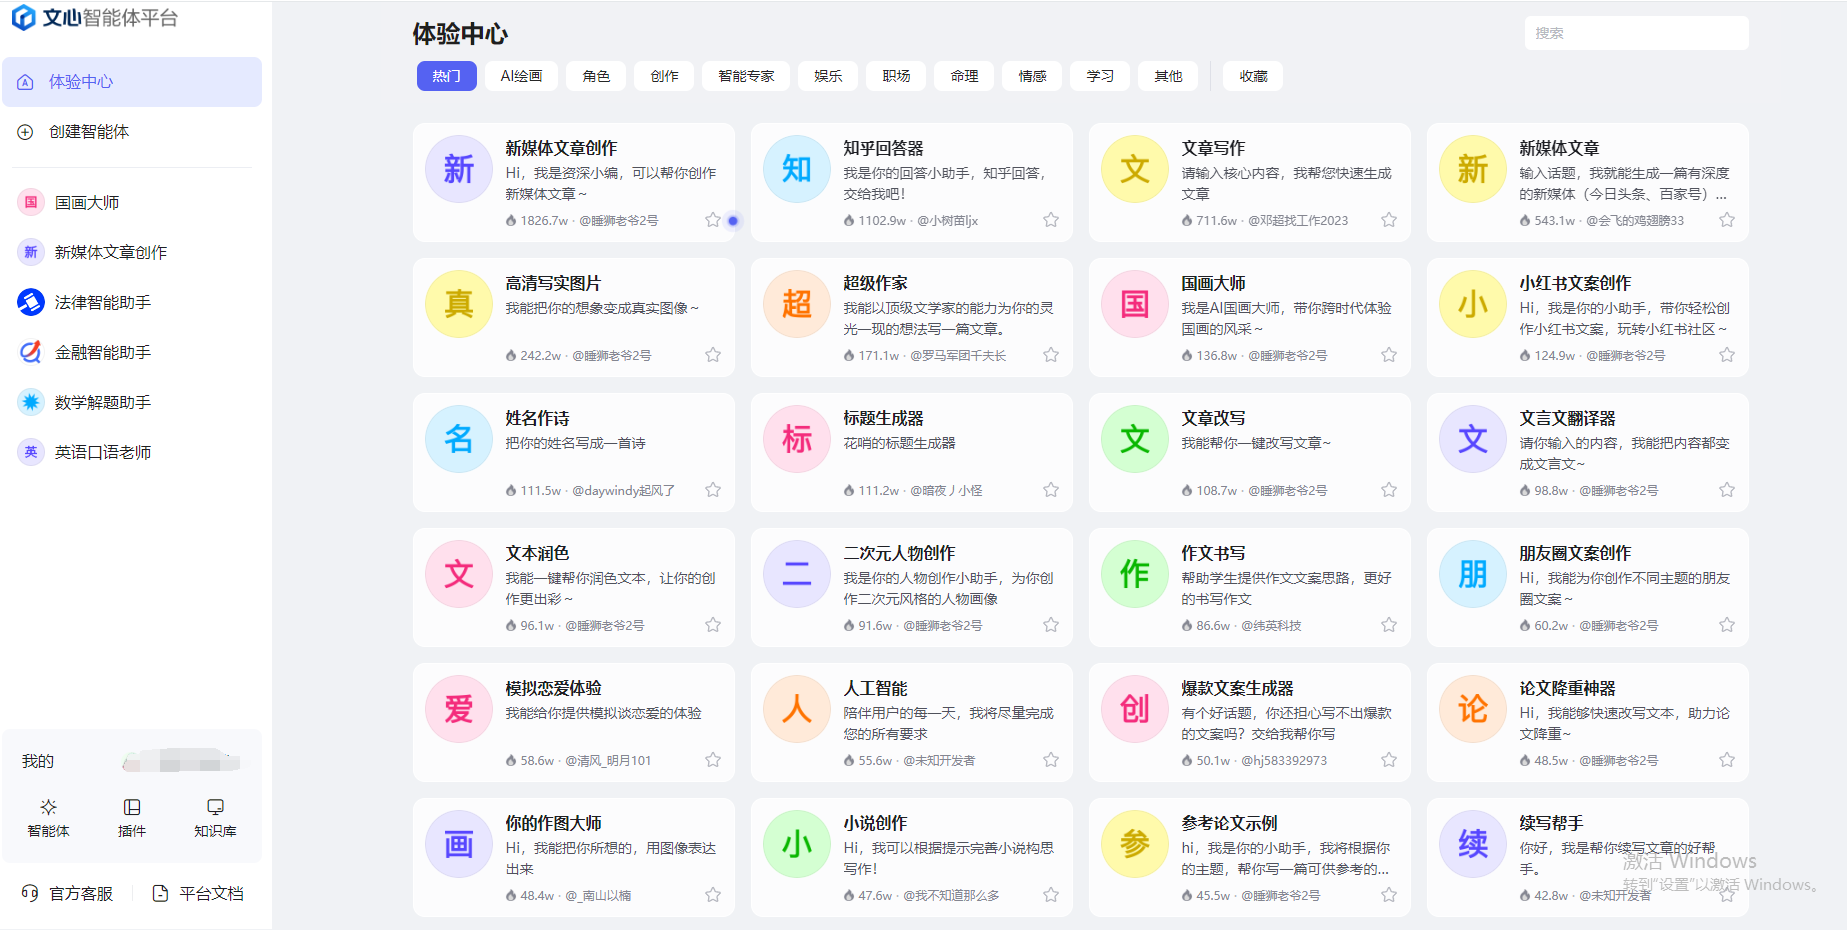 文心智能体平台
体验中心
创建智能体
国
国画大师
新
新媒体文章创作
法律智能助手
金融智能助手
数学解题助手
英
英语口语老师
我的
智能体
插件
知识库
官方客服
平台文档
体验中心
搜索
热门
AI绘画
角色
创作
智能专家
娱乐
职场
命理
情感
学习
其他
收藏
新
新媒体文章创作
Hi，我是资深小编，可以帮你创作
新媒体文章～
1826.7w · @睡狮老爷2号
知
知乎回答器
我是你的回答小助手，知乎回答，
交给我吧！
1102.9w · @小树苗ljx
文
文章写作
请输入核心内容，我帮您快速生成
文章
711.6w · @邓超找工作2023
新
新媒体文章
输入话题，我就能生成一篇有深度
的新媒体（今日头条、百家号）...
543.1w · @会飞的鸡翅膀33
真
高清写实图片
我能把你的想象变成真实图像～
242.2w · @睡狮老爷2号
超
超级作家
我能以顶级文学家的能力为你的灵
光一现的想法写一篇文章。
171.1w · @罗马军团千夫长
国
国画大师
我是AI国画大师，带你跨时代体验
国画的风采～
136.8w · @睡狮老爷2号
小
小红书文案创作
Hi，我是你的小助手，带你轻松创
作小红书文案，玩转小红书社区～
124.9w · @睡狮老爷2号
名
姓名作诗
把你的姓名写成一首诗
111.5w · @daywindy起风了
标
标题生成器
花哨的标题生成器
111.2w · @暗夜丿小怪
文
文章改写
我能帮你一键改写文章~
108.7w · @睡狮老爷2号
文
文言文翻译器
请你输入的内容，我能把内容都变
成文言文~
98.8w · @睡狮老爷2号
文
文本润色
我能一键帮你润色文本，让你的创
作更出彩～
96.1w · @睡狮老爷2号
二
二次元人物创作
我是你的人物创作小助手，为你创
作二次元风格的人物画像
91.6w · @睡狮老爷2号
作
作文书写
帮助学生提供作文文案思路，更好
的书写作文
86.6w · @纬英科技
朋
朋友圈文案创作
Hi，我能为你创作不同主题的朋友
圈文案～
60.2w · @睡狮老爷2号
爱
模拟恋爱体验
我能给你提供模拟谈恋爱的体验
58.6w · @清风_明月101
人
人工智能
陪伴用户的每一天，我将尽量完成
您的所有要求
55.6w · @未知开发者
创
爆款文案生成器
有个好话题，你还担心写不出爆款
的文案吗？交给我帮你写
50.1w · @hj583392973
论
论文降重神器
Hi，我能够快速改写文本，助力论
文降重~
48.5w · @睡狮老爷2号
画
你的作图大师
Hi，我能把你所想的，用图像表达
出来
48.4w · @_南山以楠
小
小说创作
Hi，我可以根据提示完善小说构思
写作！
47.6w · @我不知道那么多
参
参考论文示例
hi，我是你的小助手，我将根据你
的主题，帮你写一篇可供参考的...
45.5w · @睡狮老爷2号
续
续写帮手
你好，我是帮你续写文章的好帮
手。
42.8w · @未知开发者
激活 Windows
转到"设置"以激活 Windows。